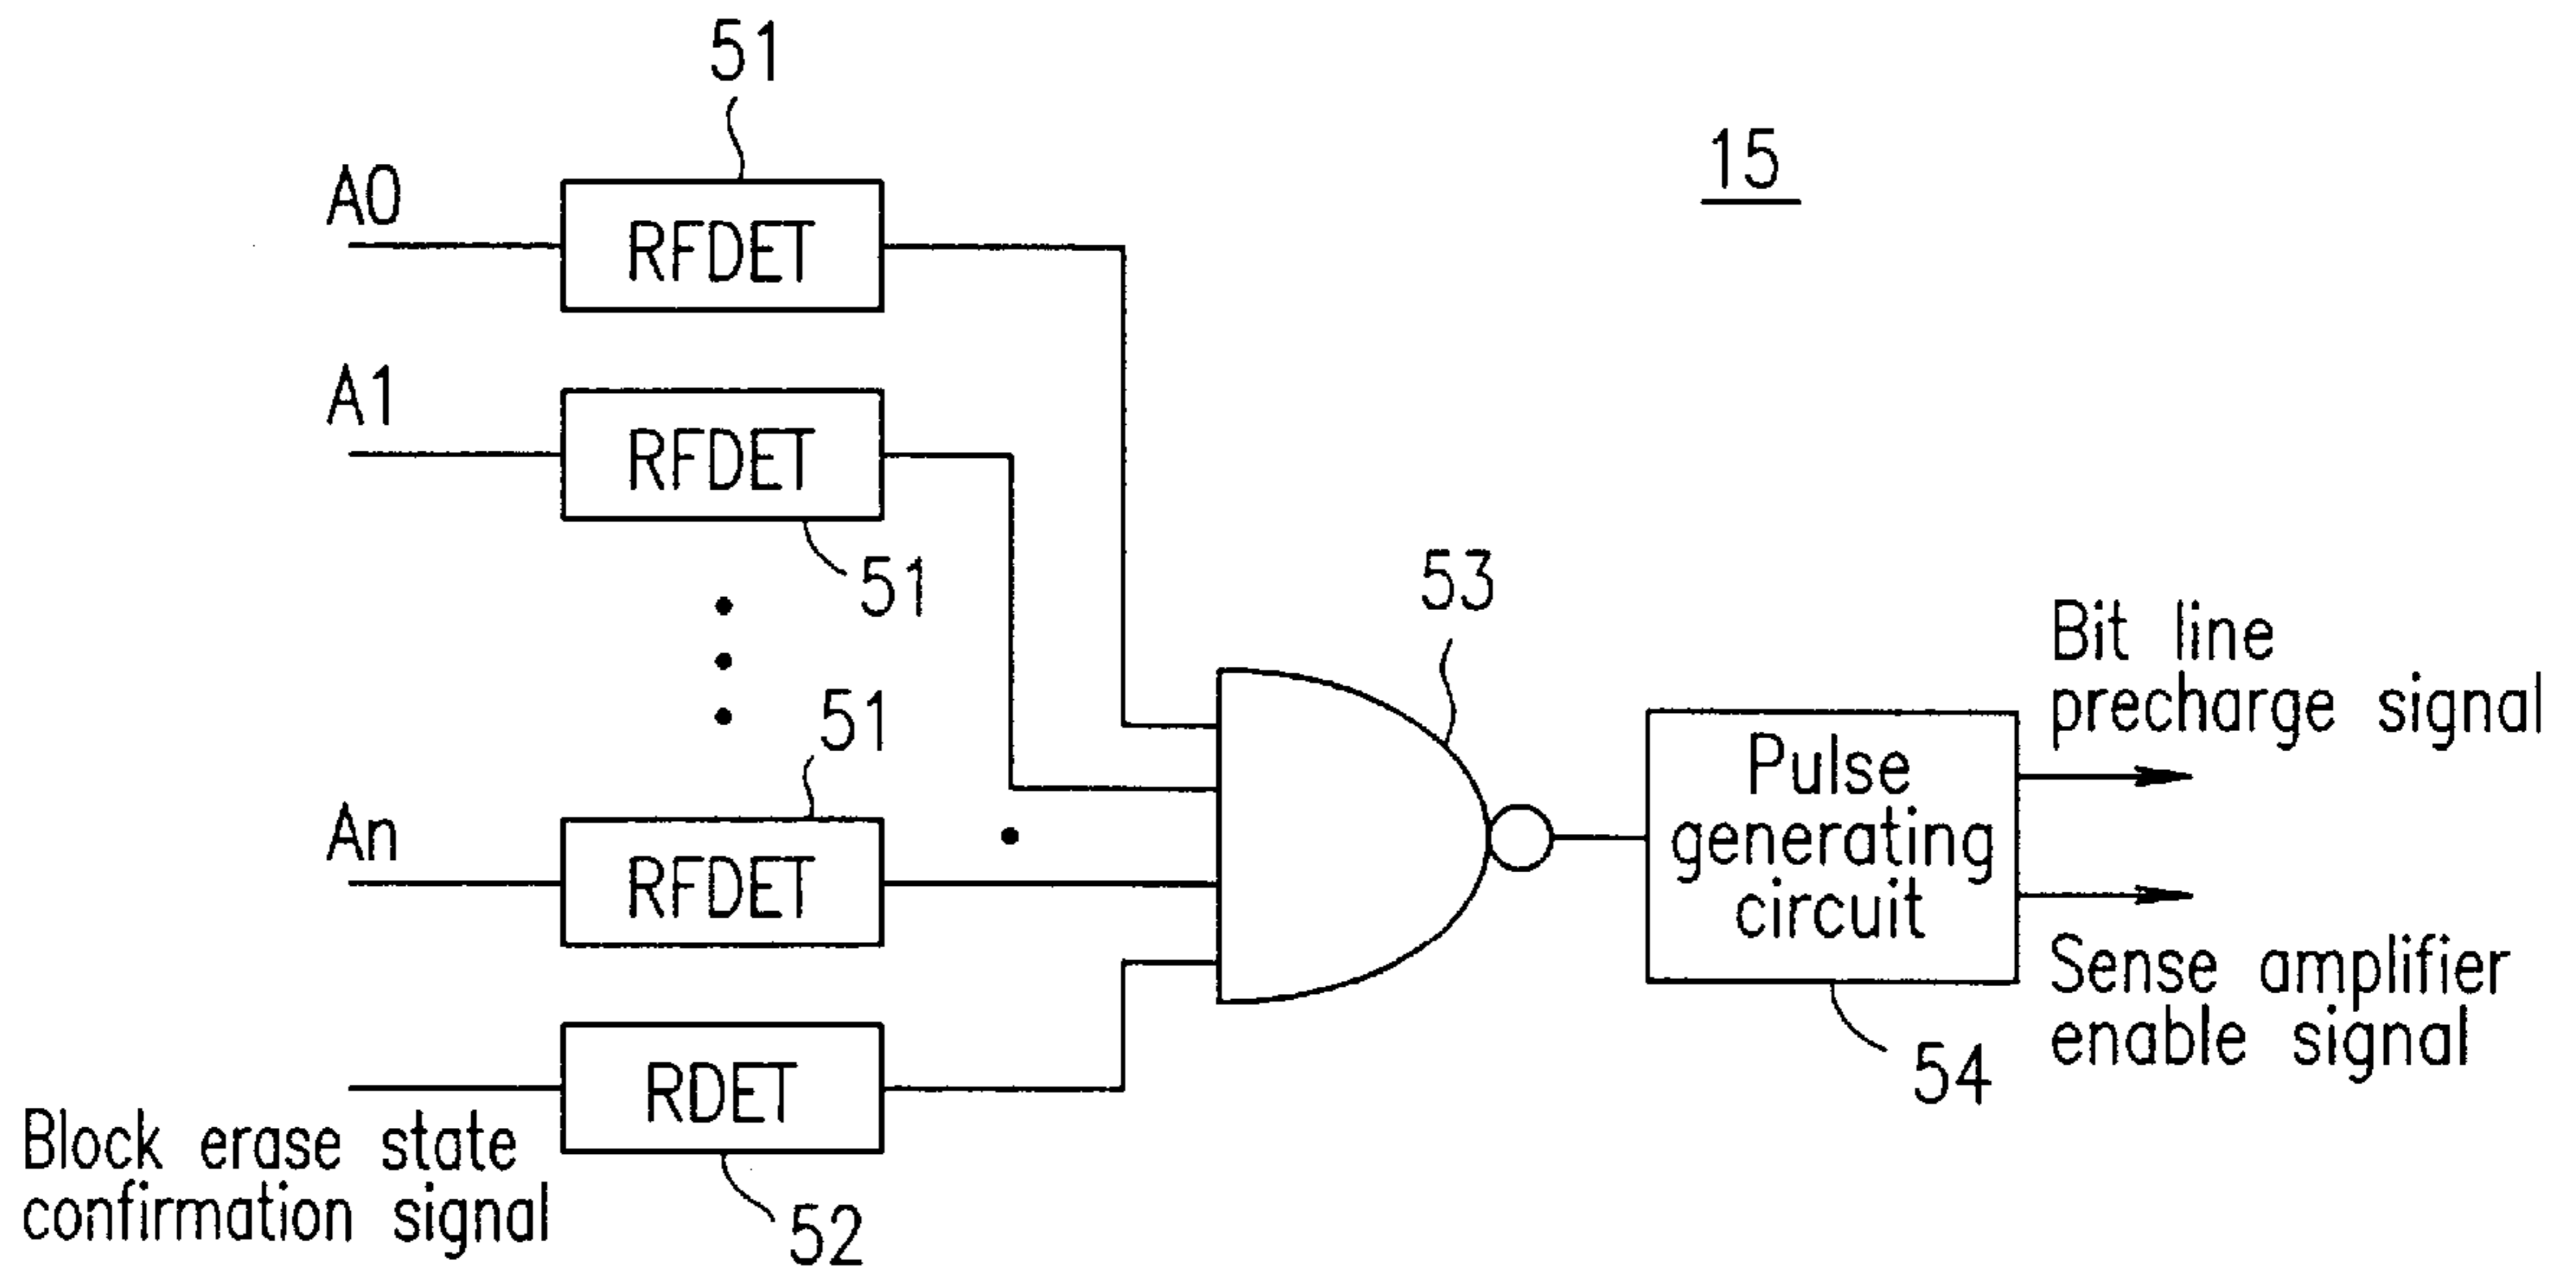 51
15
A0
RFDET
A1
RFDET
51
53
51
An
RFDET
Bit line
precharge signal
Pulse
generating
circuit
Sense amplifier
enable signal
54
RDET
Block erase state
confirmation signal
52